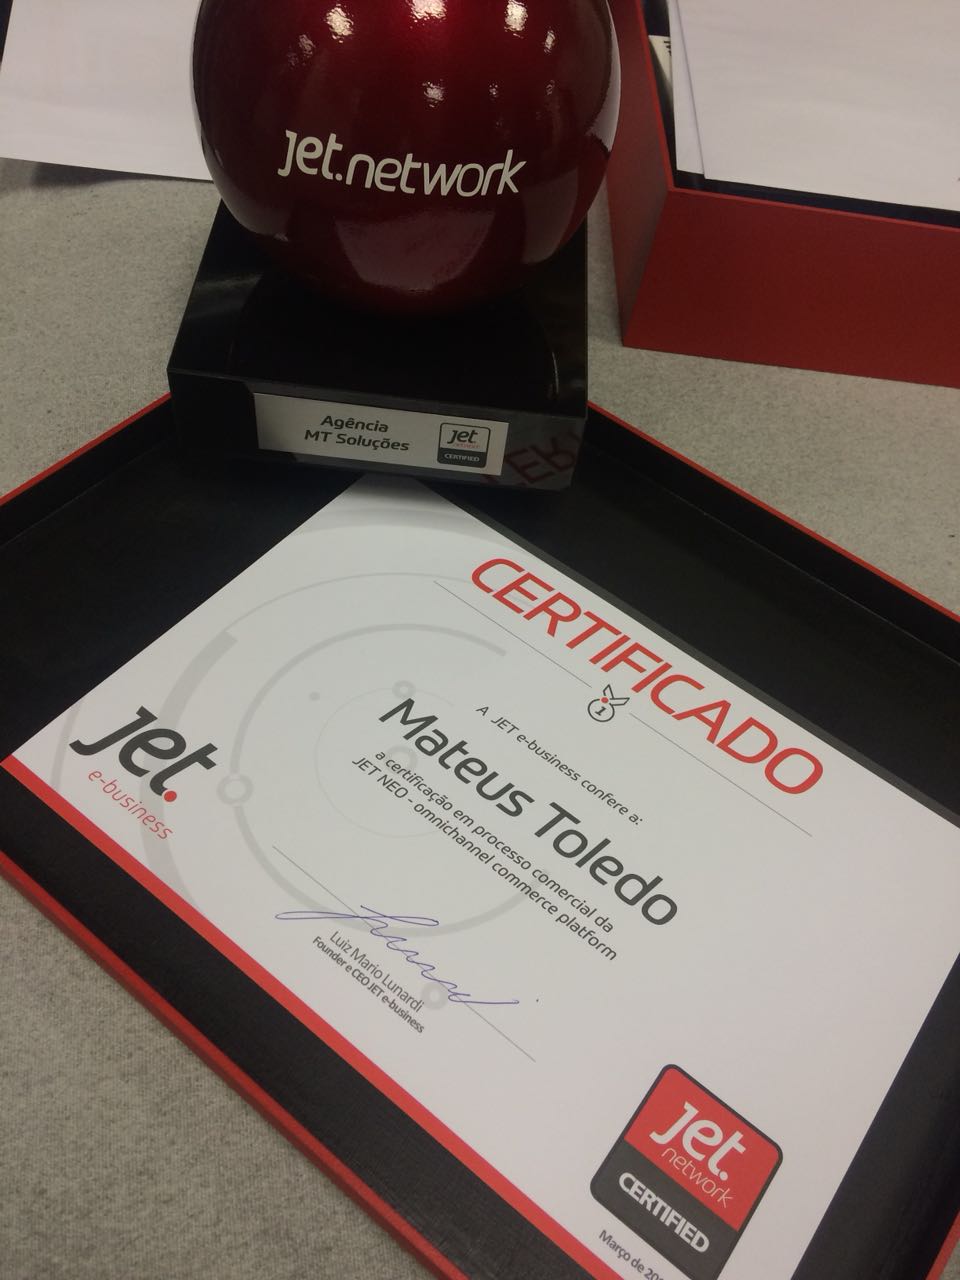 Jet.network
Agência
MT Soluções
Jet.
CERTIFIED
CERTIFICADO
1
A JET e-business confere a:
Mateus Toledo
a certificação em processo comercial da
JET NEO - omnichannel commerce platform
Jet.
e-business
Luiz Mario Lunardi
Founder e CEO JET e-business
Jet.
network
CERTIFIED
Março de